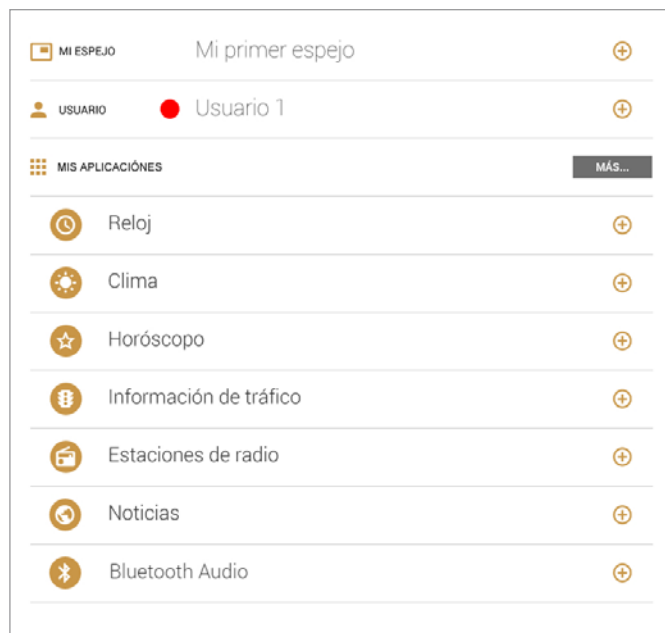 MI ESPEJO Mi primer espejo
USUARIO Usuario 1
MIS APLICACIÓNES MÁS...
Reloj
Clima
Horóscopo
Información de tráfico
Estaciones de radio
Noticias
Bluetooth Audio